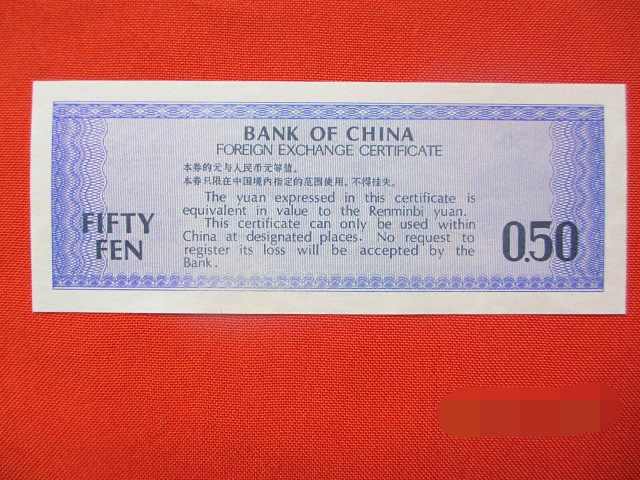 BANK OF CHINA
FOREIGN EXCHANGE CERTIFICATE
本券的元与人民币元等值。
本券只限在中国境内指定的范围使用,不得挂失。
The yuan expressed in this certificate is
equivalent in value to the Renminbi yuan.
This certificate can only be used within
China at designated places. No request to
register its loss will be accepted by the
Bank.
FIFTY
FEN
0.50